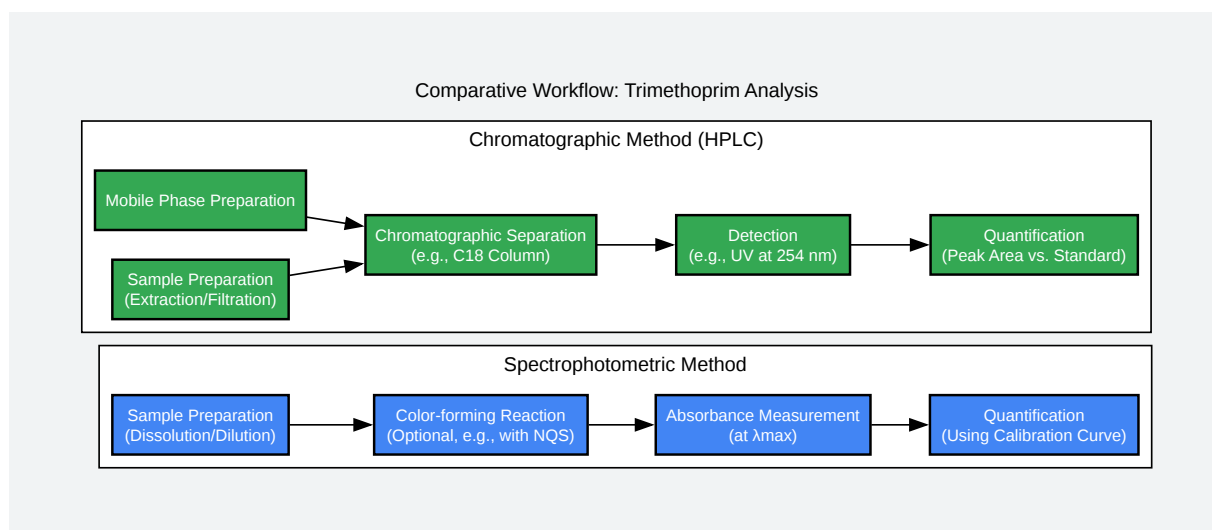 Comparative Workflow: Trimethoprim Analysis
Chromatographic Method (HPLC)
Mobile Phase Preparation
Sample Preparation
(Extraction/Filtration)
Chromatographic Separation
(e.g., C18 Column)
Detection
(e.g., UV at 254 nm)
Quantification
(Peak Area vs. Standard)
Spectrophotometric Method
Sample Preparation
(Dissolution/Dilution)
Color-forming Reaction
(Optional, e.g., with NQS)
Absorbance Measurement
(at λmax)
Quantification
(Using Calibration Curve)